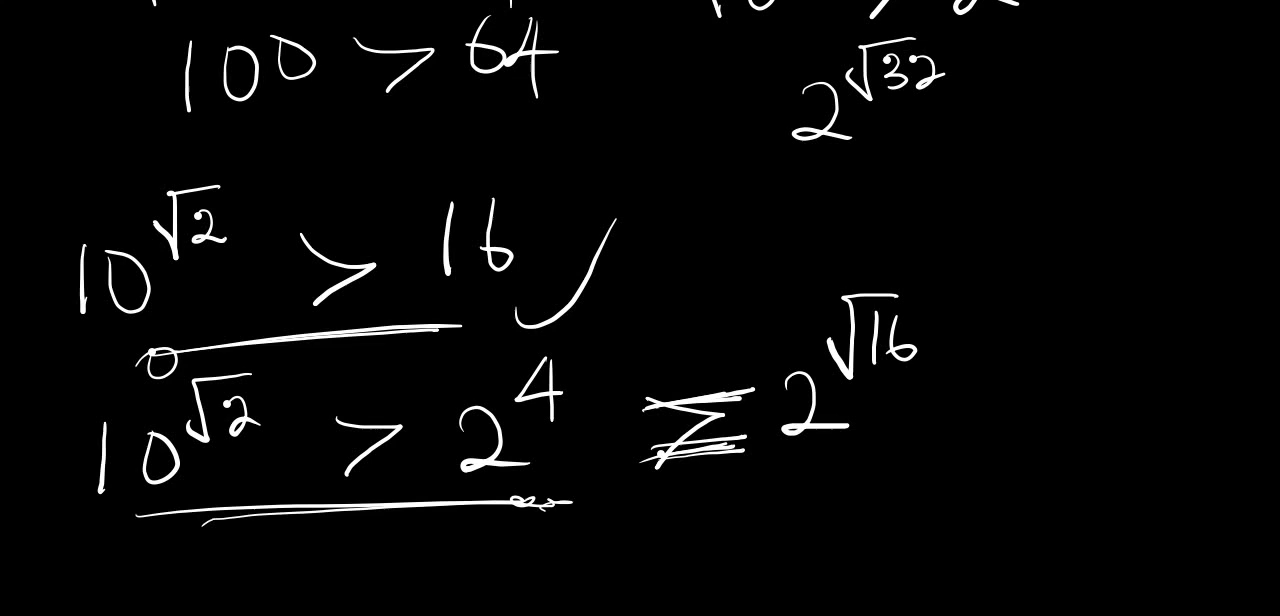 100 > 64
2^√32
10^√2 > 16 ✓
10^√2 > 2^4 = 2^√16